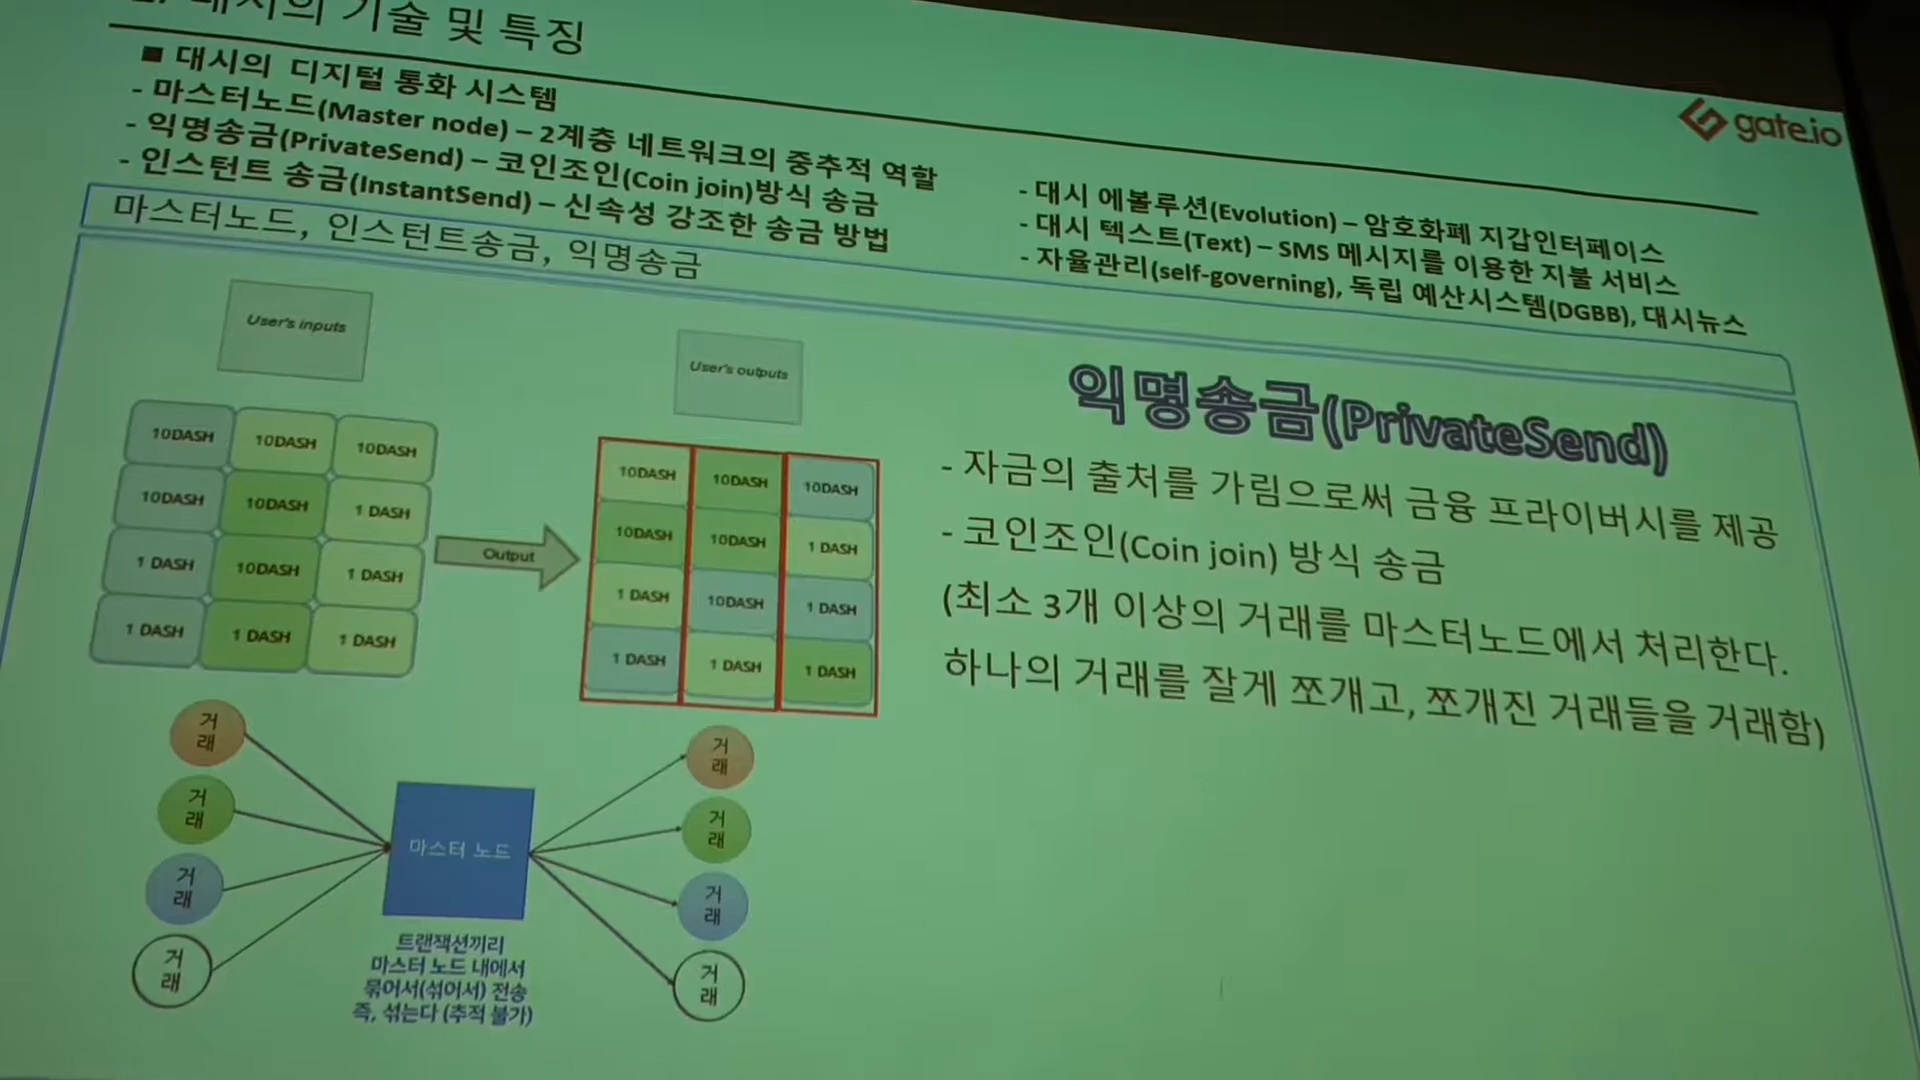 대시의 기술 및 특징
gate.io
■ 대시의 디지털 통화 시스템
- 마스터노드(Master node) – 2계층 네트워크의 중추적 역할
- 익명송금(PrivateSend) – 코인조인(Coin join)방식 송금
- 인스턴트 송금(InstantSend) – 신속성 강조한 송금 방법
- 대시 에볼루션(Evolution) – 암호화폐 지갑인터페이스
- 대시 텍스트(Text) – SMS 메시지를 이용한 지불 서비스
- 자율관리(self-governing), 독립 예산시스템(DGBB), 대시뉴스
마스터노드, 인스턴트송금, 익명송금
User's inputs
10DASH 10DASH 10DASH
10DASH 10DASH 1 DASH
1 DASH 10DASH 1 DASH
1 DASH 1 DASH 1 DASH
Output
User's outputs
10DASH 10DASH 10DASH
10DASH 10DASH 1 DASH
1 DASH 10DASH 1 DASH
1 DASH 1 DASH 1 DASH
익명송금(PrivateSend)
- 자금의 출처를 가림으로써 금융 프라이버시를 제공
- 코인조인(Coin join) 방식 송금
(최소 3개 이상의 거래를 마스터노드에서 처리한다.
하나의 거래를 잘게 쪼개고, 쪼개진 거래들을 거래함)
거
래
거
래
거
래
거
래
마스터 노드
거
래
거
래
거
래
거
래
트랜잭션끼리
마스터 노드 내에서
묶어서(섞어서) 전송
즉, 섞는다 (추적 불가)